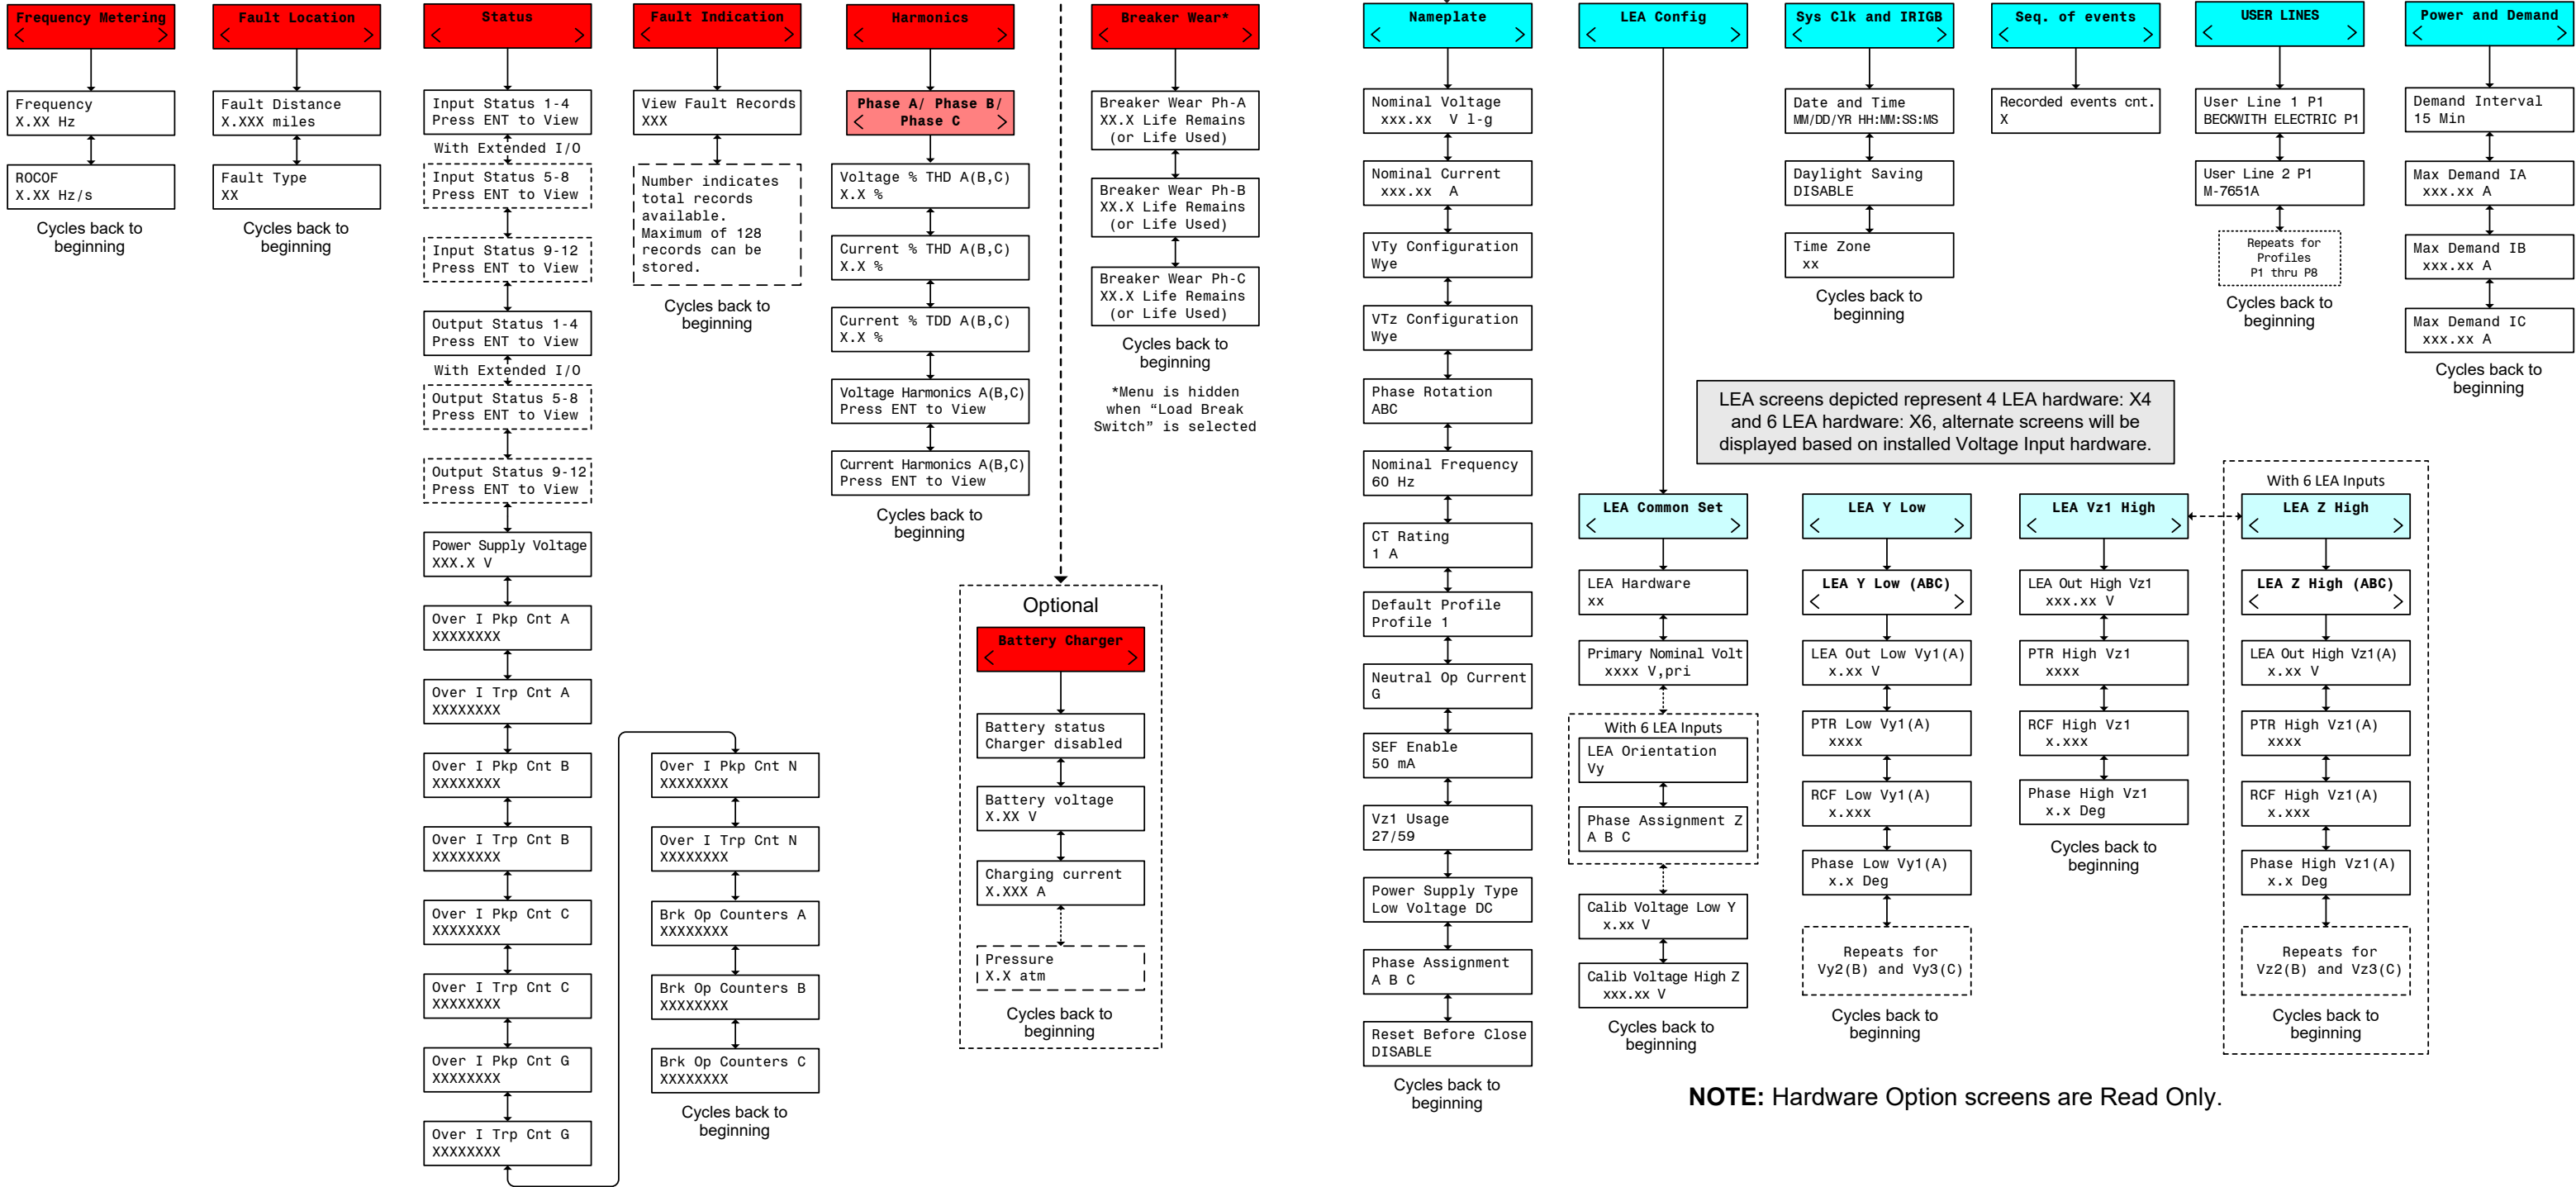 Frequency Metering
< >
Frequency
X.XX Hz
ROCOF
X.XX Hz/s
Cycles back to
beginning
Fault Location
< >
Fault Distance
X.XXX miles
Fault Type
XX
Cycles back to
beginning
Status
< >
Input Status 1-4
Press ENT to View
With Extended I/O
Input Status 5-8
Press ENT to View
Input Status 9-12
Press ENT to View
Output Status 1-4
Press ENT to View
With Extended I/O
Output Status 5-8
Press ENT to View
Output Status 9-12
Press ENT to View
Power Supply Voltage
XXX.X V
Over I Pkp Cnt A
XXXXXXXX
Over I Trp Cnt A
XXXXXXXX
Over I Pkp Cnt B
XXXXXXXX
Over I Trp Cnt B
XXXXXXXX
Over I Pkp Cnt C
XXXXXXXX
Over I Trp Cnt C
XXXXXXXX
Over I Pkp Cnt G
XXXXXXXX
Over I Trp Cnt G
XXXXXXXX
Over I Pkp Cnt N
XXXXXXXX
Over I Trp Cnt N
XXXXXXXX
Brk Op Counters A
XXXXXXXX
Brk Op Counters B
XXXXXXXX
Brk Op Counters C
XXXXXXXX
Cycles back to
beginning
Fault Indication
< >
View Fault Records
XXX
Number indicates
total records
available.
Maximum of 128
records can be
stored.
Cycles back to
beginning
Harmonics
< >
Phase A/ Phase B/
< Phase C >
Voltage % THD A(B,C)
X.X %
Current % THD A(B,C)
X.X %
Current % TDD A(B,C)
X.X %
Voltage Harmonics A(B,C)
Press ENT to View
Current Harmonics A(B,C)
Press ENT to View
Cycles back to
beginning
Optional
Battery Charger
< >
Battery status
Charger disabled
Battery voltage
X.XX V
Charging current
X.XXX A
Pressure
X.X atm
Cycles back to
beginning
Breaker Wear*
< >
Breaker Wear Ph-A
XX.X Life Remains
(or Life Used)
Breaker Wear Ph-B
XX.X Life Remains
(or Life Used)
Breaker Wear Ph-C
XX.X Life Remains
(or Life Used)
Cycles back to
beginning
*Menu is hidden
when “Load Break
Switch” is selected
Nameplate
< >
Nominal Voltage
xxx.xx V l-g
Nominal Current
xxx.xx A
VTy Configuration
Wye
VTz Configuration
Wye
Phase Rotation
ABC
Nominal Frequency
60 Hz
CT Rating
1 A
Default Profile
Profile 1
Neutral Op Current
G
SEF Enable
50 mA
Vz1 Usage
27/59
Power Supply Type
Low Voltage DC
Phase Assignment
A B C
Reset Before Close
DISABLE
Cycles back to
beginning
LEA Config
< >
LEA Common Set
< >
LEA Hardware
xx
Primary Nominal Volt
xxxx V,pri
With 6 LEA Inputs
LEA Orientation
Vy
Phase Assignment Z
A B C
Calib Voltage Low Y
x.xx V
Calib Voltage High Z
xxx.xx V
Cycles back to
beginning
Sys Clk and IRIGB
< >
Date and Time
MM/DD/YR HH:MM:SS:MS
Daylight Saving
DISABLE
Time Zone
xx
Cycles back to
beginning
Seq. of events
< >
Recorded events cnt.
X
USER LINES
< >
User Line 1 P1
BECKWITH ELECTRIC P1
User Line 2 P1
M-7651A
Repeats for
Profiles
P1 thru P8
Cycles back to
beginning
Power and Demand
< >
Demand Interval
15 Min
Max Demand IA
xxx.xx A
Max Demand IB
xxx.xx A
Max Demand IC
xxx.xx A
Cycles back to
beginning
LEA screens depicted represent 4 LEA hardware: X4
and 6 LEA hardware: X6, alternate screens will be
displayed based on installed Voltage Input hardware.
LEA Y Low
< >
LEA Y Low (ABC)
< >
LEA Out Low Vy1(A)
x.xx V
PTR Low Vy1(A)
xxxx
RCF Low Vy1(A)
x.xxx
Phase Low Vy1(A)
x.x Deg
Repeats for
Vy2(B) and Vy3(C)
Cycles back to
beginning
LEA Vz1 High
< >
LEA Out High Vz1
xxx.xx V
PTR High Vz1
xxxx
RCF High Vz1
x.xxx
Phase High Vz1
x.x Deg
Cycles back to
beginning
With 6 LEA Inputs
LEA Z High
< >
LEA Z High (ABC)
< >
LEA Out High Vz1(A)
x.xx V
PTR High Vz1(A)
xxxx
RCF High Vz1(A)
x.xxx
Phase High Vz1(A)
x.x Deg
Repeats for
Vz2(B) and Vz3(C)
Cycles back to
beginning
NOTE: Hardware Option screens are Read Only.